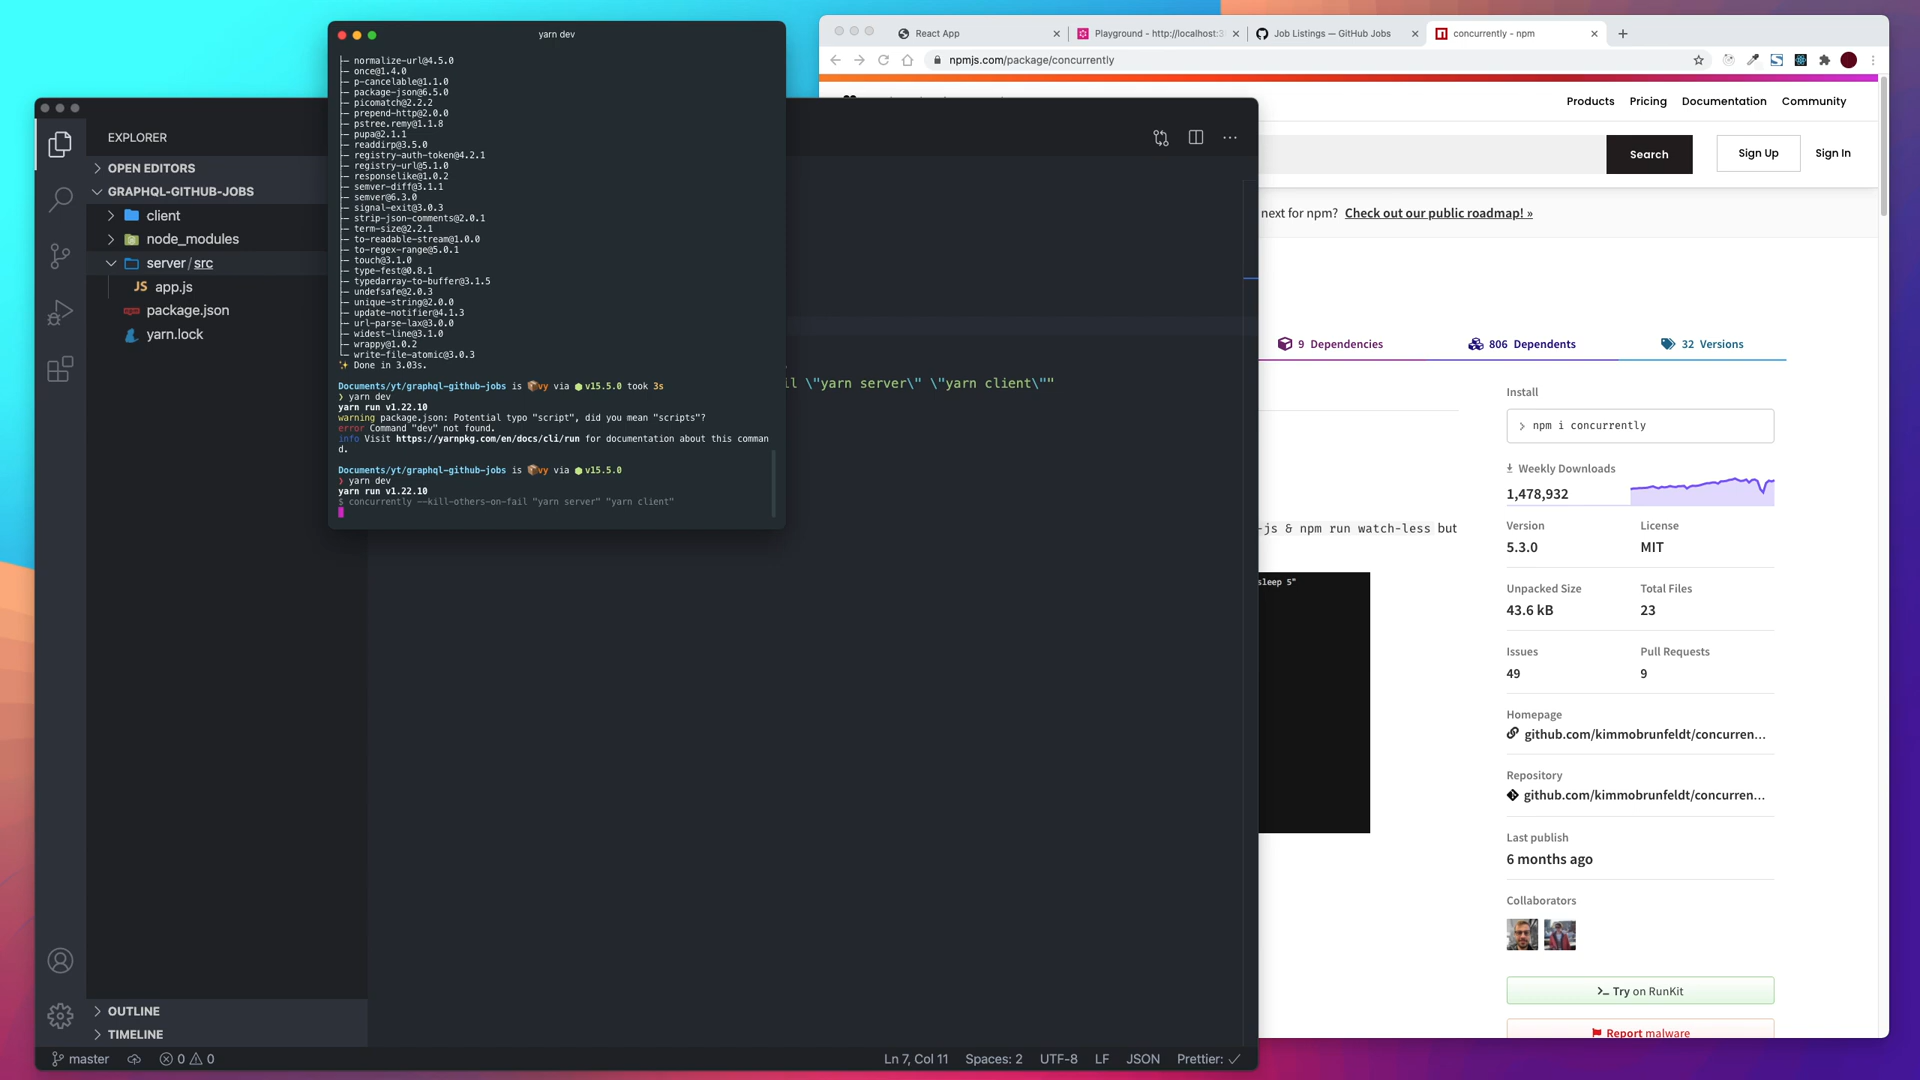 yarn dev
├─ normalize-url@4.5.0
├─ once@1.4.0
├─ p-cancelable@1.1.0
├─ package-json@6.5.0
├─ picomatch@2.2.2
├─ prepend-http@2.0.0
├─ pstree.remy@1.1.8
├─ pupa@2.1.1
├─ readdirp@3.5.0
├─ registry-auth-token@4.2.1
├─ registry-url@5.1.0
├─ responselike@1.0.2
├─ semver-diff@3.1.1
├─ semver@6.3.0
├─ signal-exit@3.0.3
├─ strip-json-comments@2.0.1
├─ term-size@2.2.1
├─ to-readable-stream@1.0.0
├─ to-regex-range@5.0.1
├─ touch@3.1.0
├─ type-fest@0.8.1
├─ typedarray-to-buffer@3.1.5
├─ undefsafe@2.0.3
├─ unique-string@2.0.0
├─ update-notifier@4.1.3
├─ url-parse-lax@3.0.0
├─ widest-line@3.1.0
├─ wrappy@1.0.2
└─ write-file-atomic@3.0.3
✨ Done in 3.03s.
Documents/yt/graphql-github-jobs is 📦vy via ⬢ v15.5.0 took 3s
❯ yarn dev
yarn run v1.22.10
warning package.json: Potential typo "script", did you mean "scripts"?
error Command "dev" not found.
info Visit https://yarnpkg.com/en/docs/cli/run for documentation about this comman
d.
Documents/yt/graphql-github-jobs is 📦vy via ⬢ v15.5.0
❯ yarn dev
yarn run v1.22.10
$ concurrently --kill-others-on-fail "yarn server" "yarn client"
EXPLORER
OPEN EDITORS
GRAPHQL-GITHUB-JOBS
client
node_modules
server / src
JS app.js
package.json
yarn.lock
OUTLINE
TIMELINE
il \"yarn server\" \"yarn client\""
master
0 0
Ln 7, Col 11
Spaces: 2
UTF-8
LF
JSON
Prettier: ✓
React App
Playground - http://localhost:3
Job Listings — GitHub Jobs
concurrently - npm
npmjs.com/package/concurrently
Products
Pricing
Documentation
Community
Search
Sign Up
Sign In
next for npm? Check out our public roadmap! »
9 Dependencies
806 Dependents
32 Versions
-js & npm run watch-less but
sleep 5"
Install
> npm i concurrently
Weekly Downloads
1,478,932
Version
License
5.3.0
MIT
Unpacked Size
Total Files
43.6 kB
23
Issues
Pull Requests
49
9
Homepage
github.com/kimmobrunfeldt/concurren...
Repository
github.com/kimmobrunfeldt/concurren...
Last publish
6 months ago
Collaborators
>_ Try on RunKit
Report malware